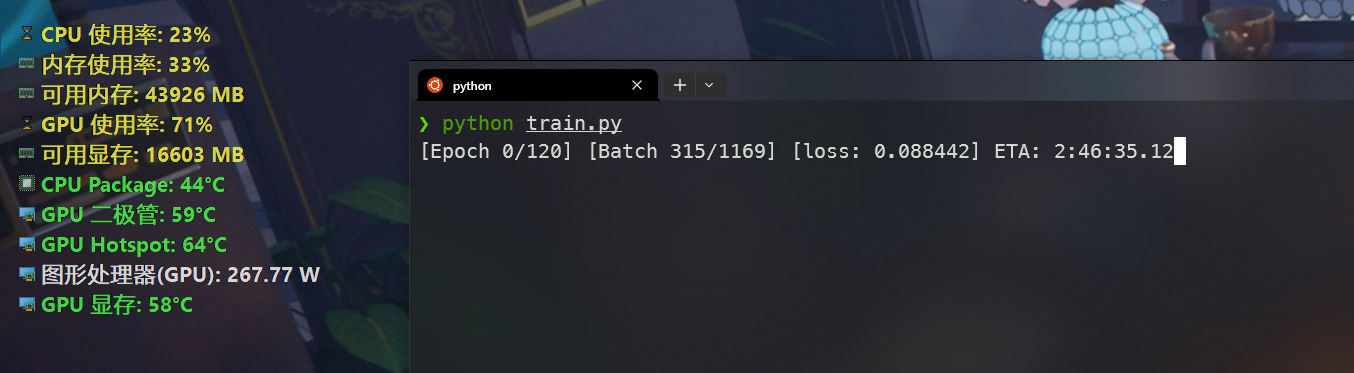 CPU 使用率: 23%
内存使用率: 33%
可用内存: 43926 MB
GPU 使用率: 71%
可用显存: 16603 MB
CPU Package: 44°C
GPU 二极管: 59°C
GPU Hotspot: 64°C
图形处理器(GPU): 267.77 W
GPU 显存: 58°C
python
❯ python train.py
[Epoch 0/120] [Batch 315/1169] [loss: 0.088442] ETA: 2:46:35.12